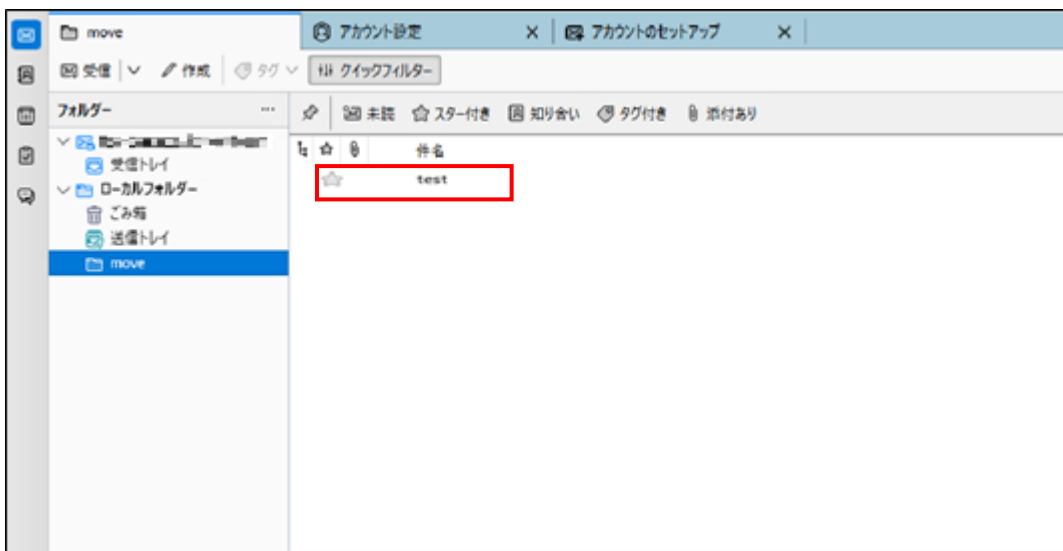 move アカウント設定 アカウントのセットアップ
受信 作成 タグ クイックフィルター
フォルダー ... 未読 スター付き 知り合い タグ付き 添付あり
件名
受信トレイ
test
ローカルフォルダー
ごみ箱
送信トレイ
move